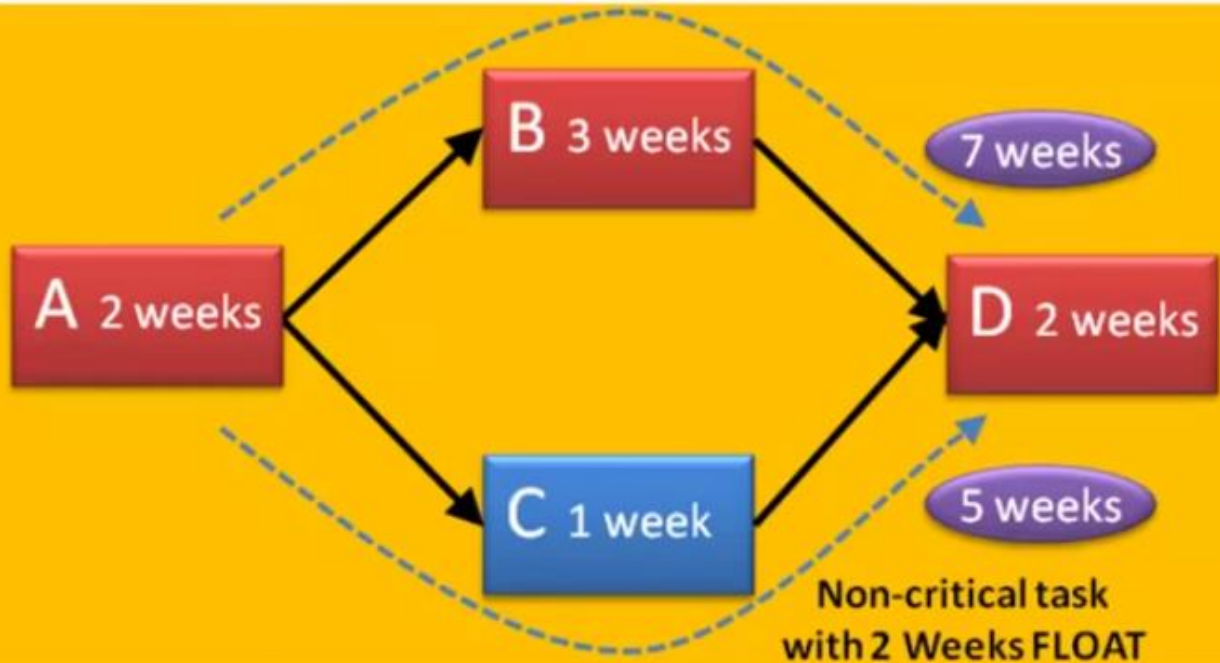 B 3 weeks
7 weeks
A 2 weeks
D 2 weeks
C 1 week
5 weeks
Non-critical task
with 2 Weeks FLOAT